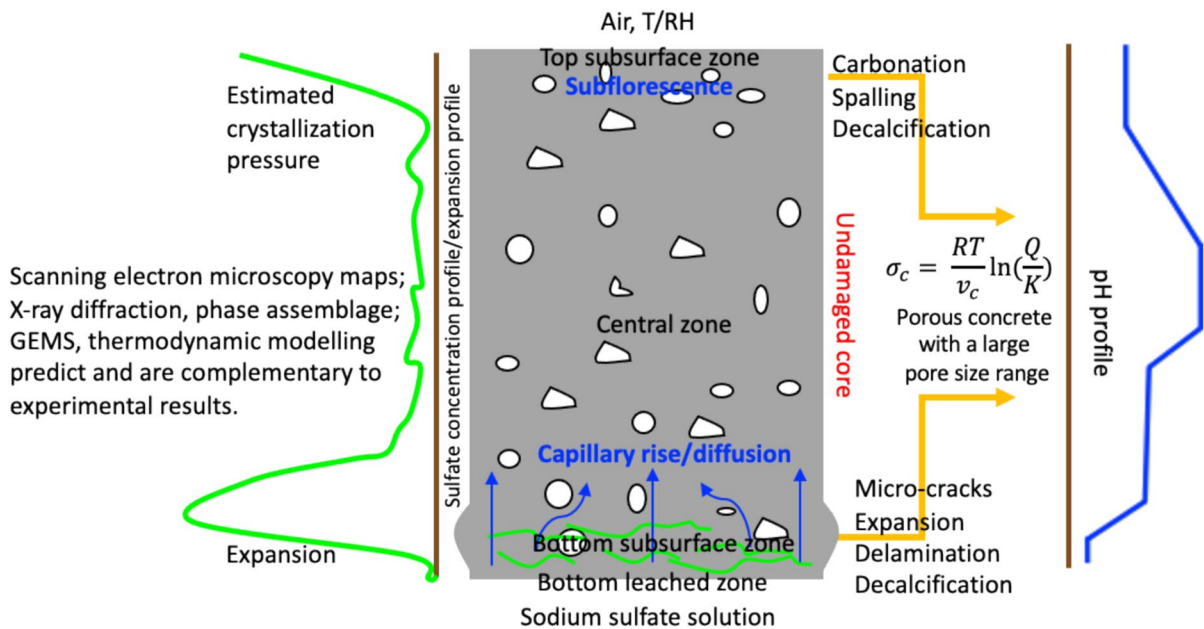 Air, T/RH
Top subsurface zone
Subflorescence
Estimated
crystallization
pressure
Sulfate concentration profile/expansion profile
Carbonation
Spalling
Decalcification
Scanning electron microscopy maps;
X-ray diffraction, phase assemblage;
GEMS, thermodynamic modelling
predict and are complementary to
experimental results.
Central zone
Undamaged core
σ_c = RT/v_c ln(Q/K)
Porous concrete
with a large
pore size range
pH profile
Capillary rise/diffusion
Micro-cracks
Expansion
Delamination
Decalcification
Expansion
Bottom subsurface zone
Bottom leached zone
Sodium sulfate solution